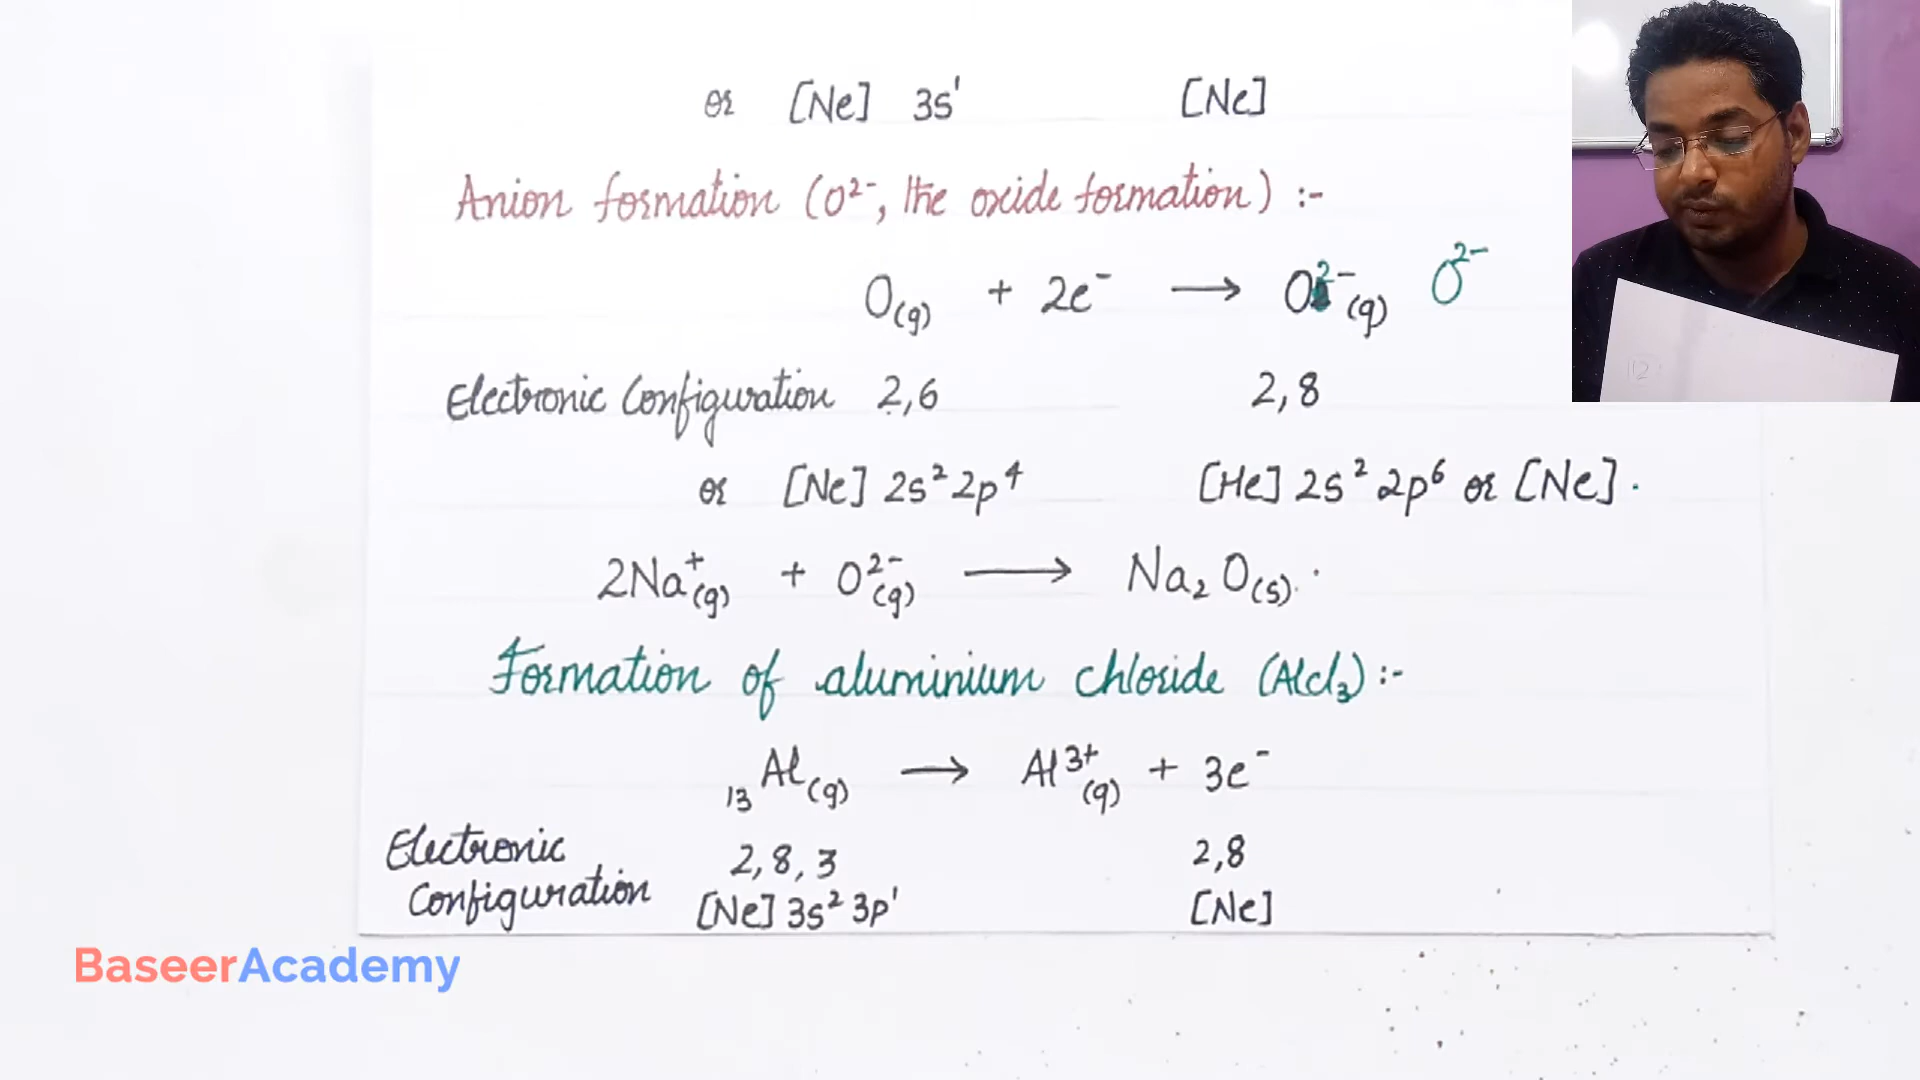 or [Ne] 3s¹ [Ne]
Anion formation (O²⁻, the oxide formation) :-
O(g) + 2e⁻ ⟶ O²⁻(g) O²⁻
Electronic Configuration 2,6 2,8
or [Ne] 2s² 2p⁴ [He] 2s² 2p⁶ or [Ne].
2Na⁺(g) + O²⁻(g) ⟶ Na₂O(s).
Formation of aluminium chloride (AlCl₃) :-
₁₃Al(g) ⟶ Al³⁺(g) + 3e⁻
Electronic Configuration 2,8,3 2,8
[Ne] 3s² 3p¹ [Ne]
BaseerAcademy
12